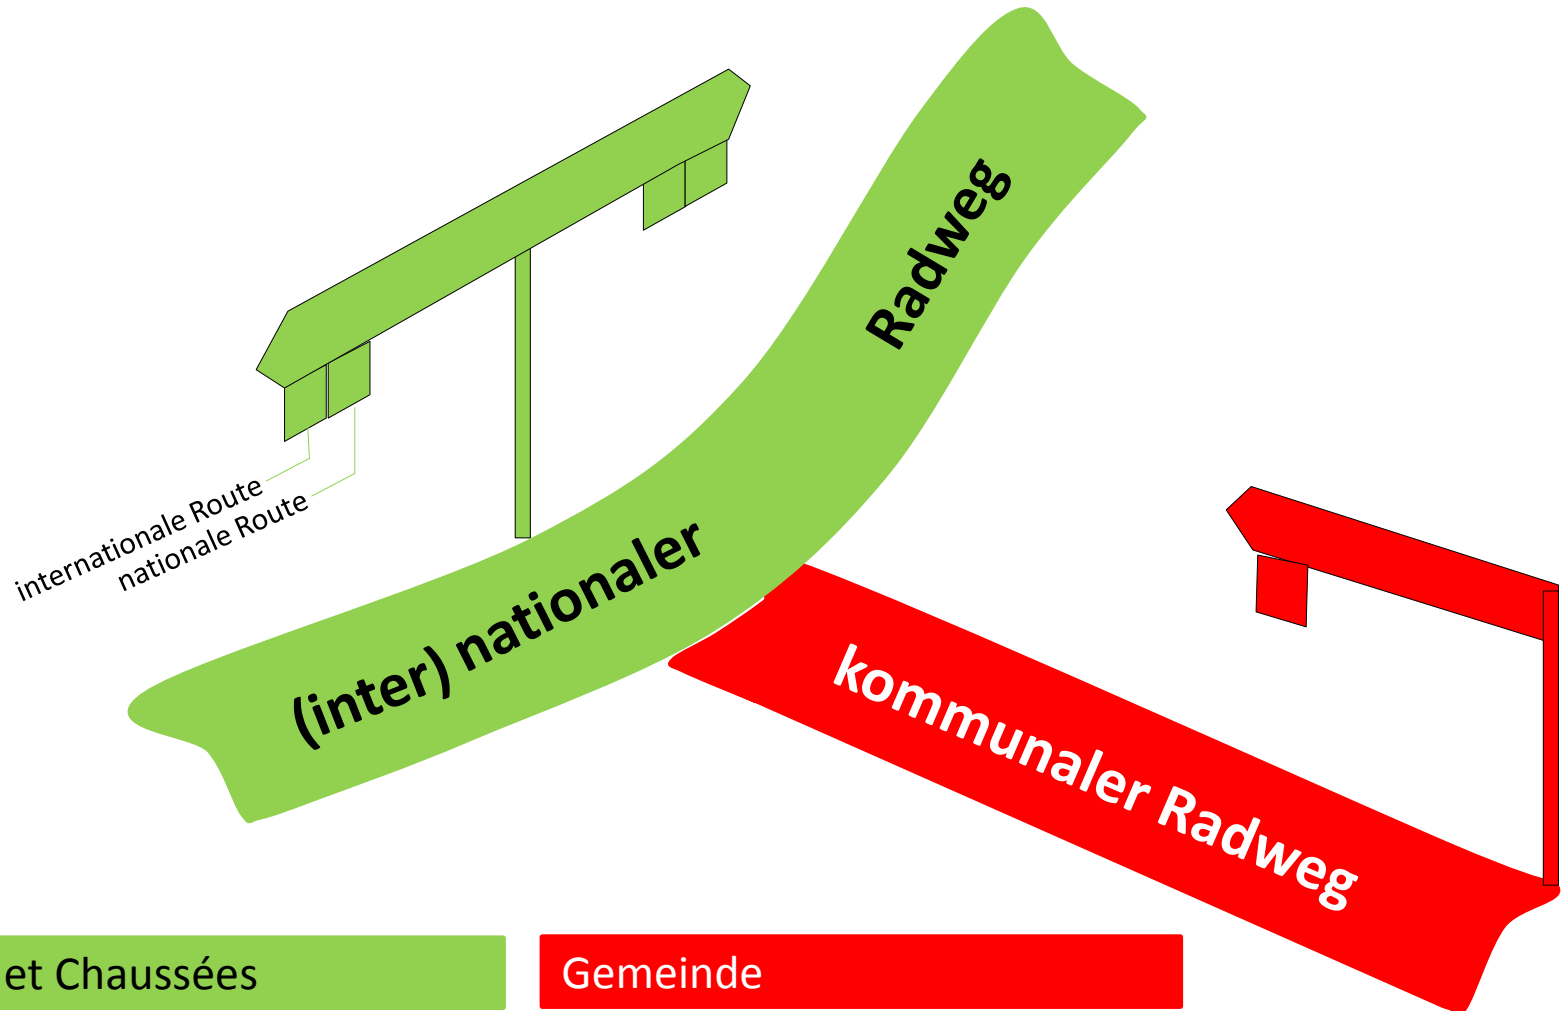 Radweg
internationale Route
nationale Route
(inter) nationaler
kommunaler Radweg
et Chaussées
Gemeinde